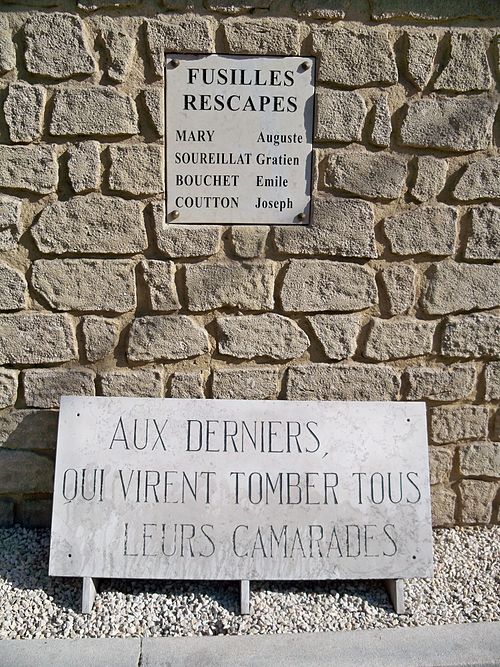 FUSILLES
RESCAPES
MARY Auguste
SOUREILLAT Gratien
BOUCHET Emile
COUTTON Joseph
AUX DERNIERS,
QUI VIRENT TOMBER TOUS
LEURS CAMARADES